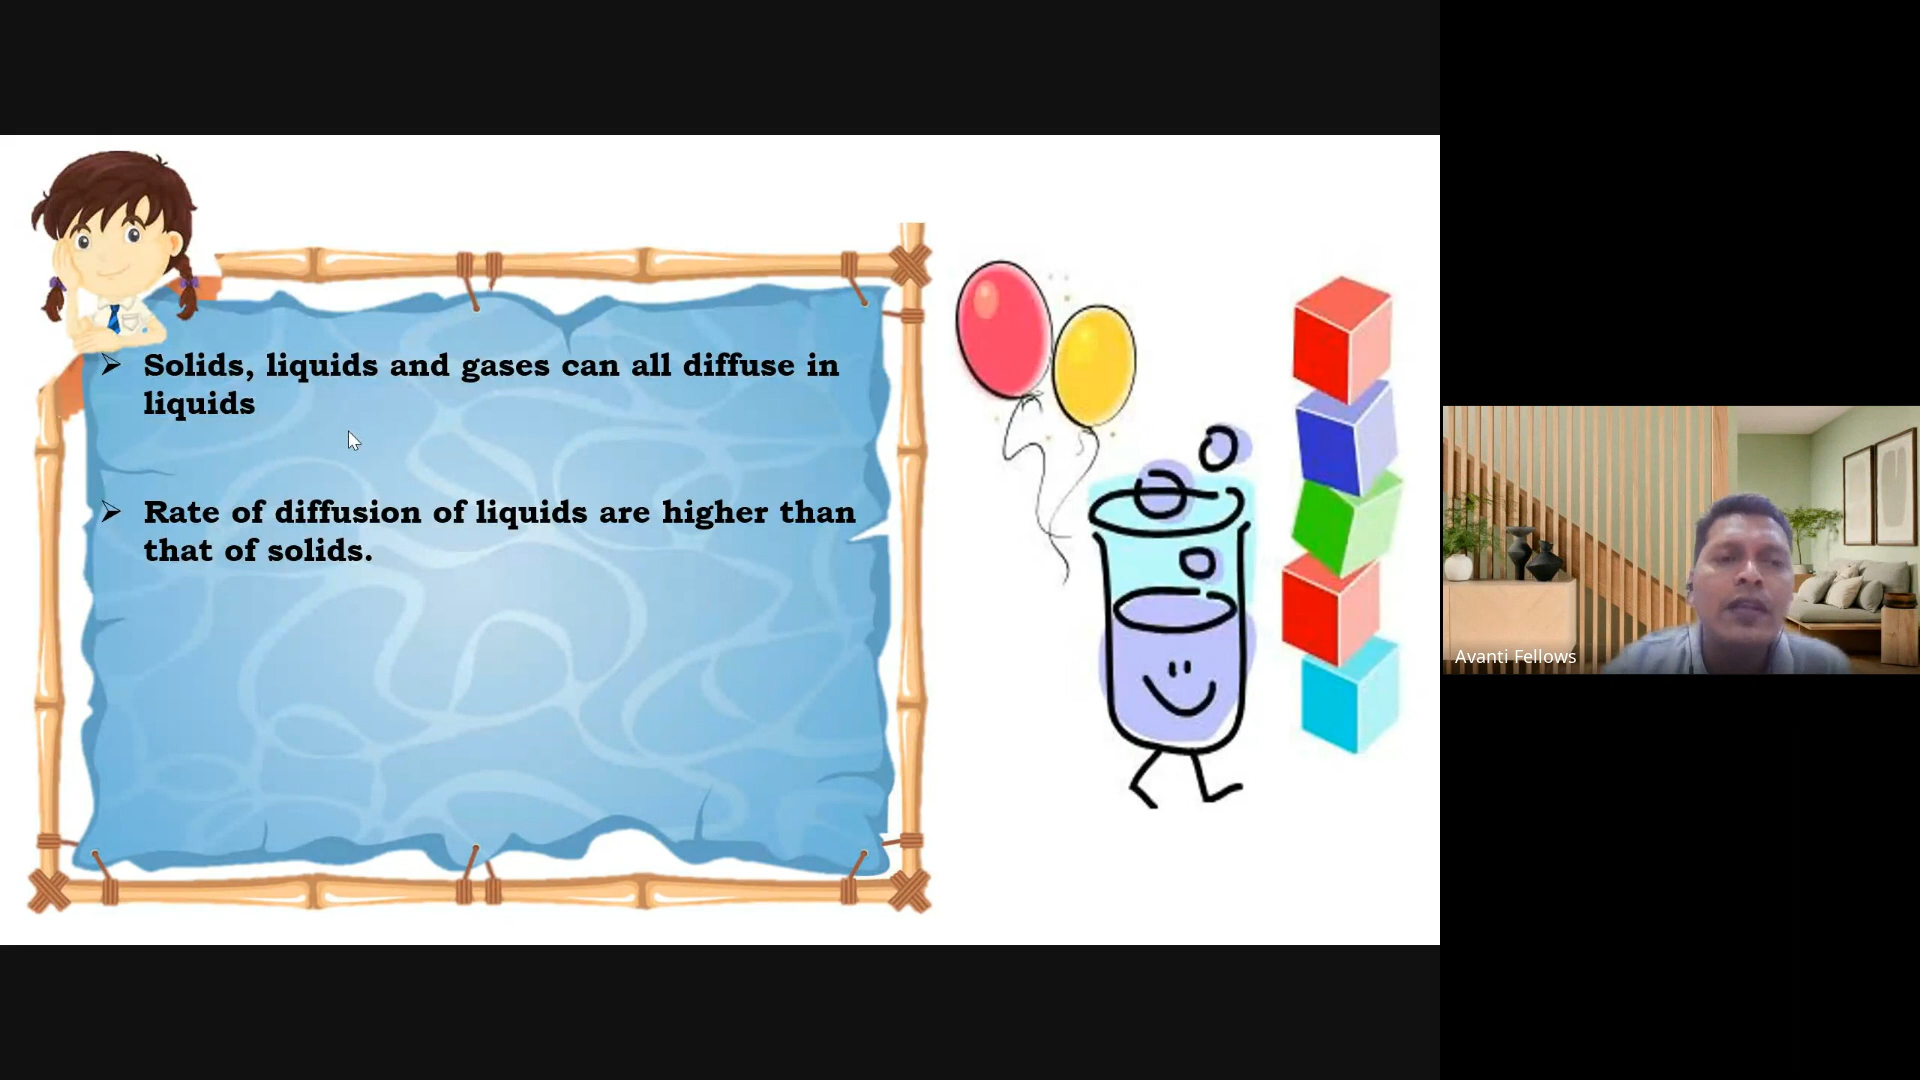 Solids, liquids and gases can all diffuse in
liquids
Rate of diffusion of liquids are higher than
that of solids.
Avanti Fellows